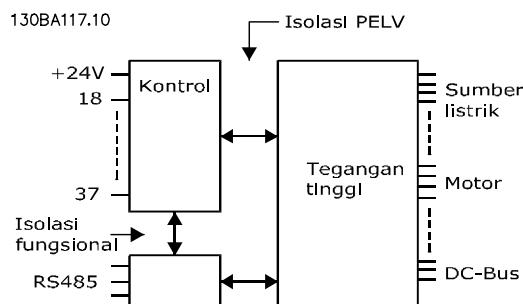 130BA117.10
Isolasi PELV
+24V
18
37
Kontrol
Tegangan
tinggi
Sumber
listrik
Motor
DC-Bus
Isolasi
fungsional
RS485